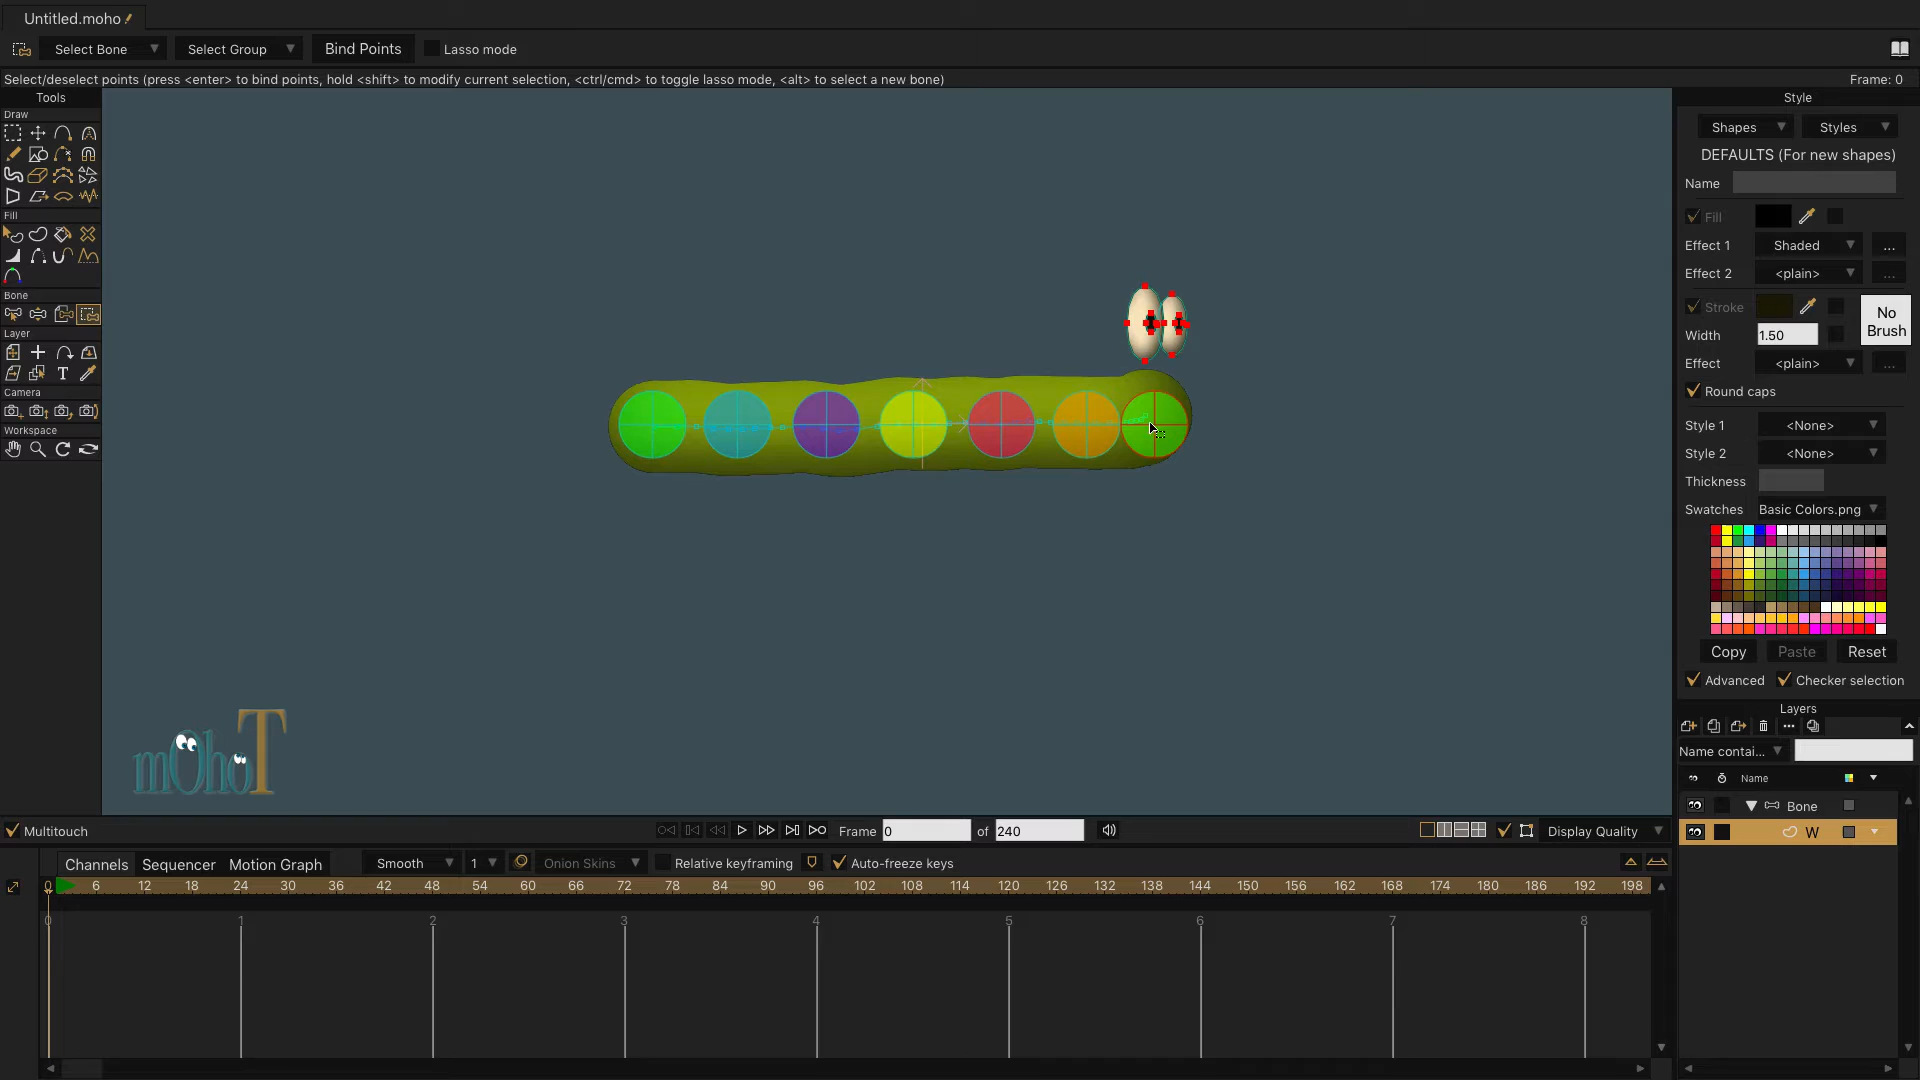 Untitled.moho
Select Bone Select Group Bind Points Lasso mode
Select/deselect points (press <enter> to bind points, hold <shift> to modify current selection, <ctrl/cmd> to toggle lasso mode, <alt> to select a new bone) Frame: 0
Tools
Draw
Fill
Bone
Layer
T
Camera
Workspace
mOhoT
Style
Shapes Styles
DEFAULTS (For new shapes)
Name
Fill
Effect 1 Shaded ...
Effect 2 <plain> ...
Stroke
No Brush
Width 1.50
Effect <plain> ...
Round caps
Style 1 <None>
Style 2 <None>
Thickness
Swatches Basic Colors.png
Copy Paste Reset
Advanced Checker selection
Layers
Name contai...
Name
Bone
W
Multitouch Frame 0 of 240 Display Quality
Channels Sequencer Motion Graph Smooth 1 Onion Skins Relative keyframing Auto-freeze keys
0 6 12 18 24 30 36 42 48 54 60 66 72 78 84 90 96 102 108 114 120 126 132 138 144 150 156 162 168 174 180 186 192 198
0 1 2 3 4 5 6 7 8